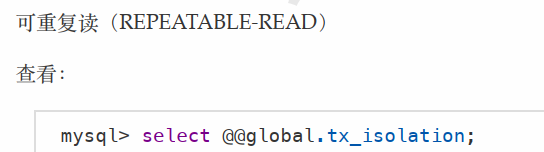 可重复读（REPEATABLE-READ）
查看：
mysql> select @@global.tx_isolation;